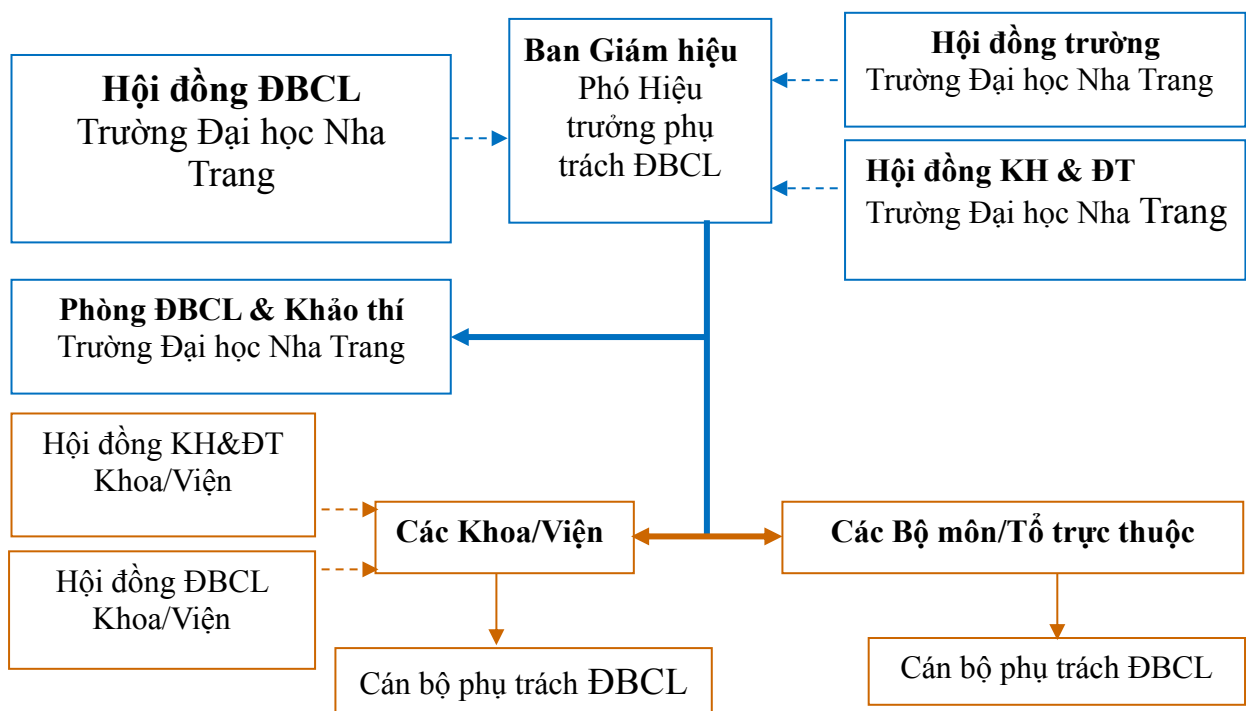 Hội đồng ĐBCL
Trường Đại học Nha
Trang
Ban Giám hiệu
Phó Hiệu
trưởng phụ
trách ĐBCL
Hội đồng trường
Trường Đại học Nha Trang
Hội đồng KH & ĐT
Trường Đại học Nha Trang
Phòng ĐBCL & Khảo thí
Trường Đại học Nha Trang
Hội đồng KH&ĐT
Khoa/Viện
Hội đồng ĐBCL
Khoa/Viện
Các Khoa/Viện
Các Bộ môn/Tổ trực thuộc
Cán bộ phụ trách ĐBCL
Cán bộ phụ trách ĐBCL